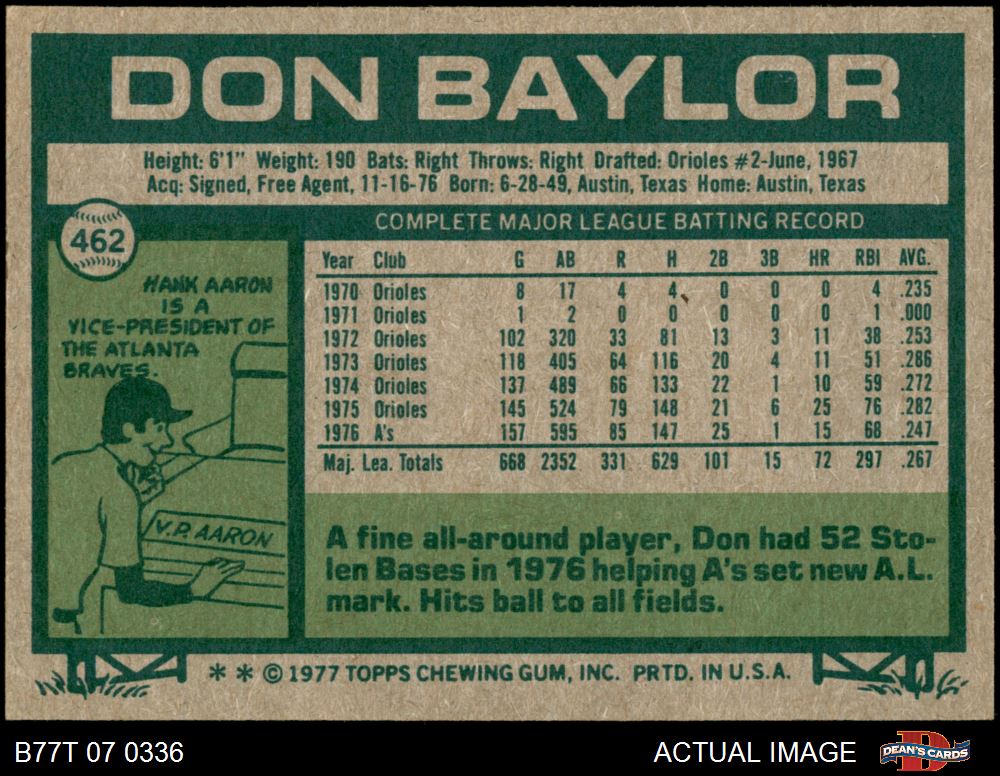 DON BAYLOR
Height: 6'1" Weight: 190 Bats: Right Throws: Right Drafted: Orioles #2-June, 1967
Acq: Signed, Free Agent, 11-16-76 Born: 6-28-49, Austin, Texas Home: Austin, Texas
462
COMPLETE MAJOR LEAGUE BATTING RECORD
Year Club G AB R H 2B 3B HR RBI AVG.
1970 Orioles 8 17 4 4 0 0 0 4 .235
1971 Orioles 1 2 0 0 0 0 0 1 .000
1972 Orioles 102 320 33 81 13 3 11 38 .253
1973 Orioles 118 405 64 116 20 4 11 51 .286
1974 Orioles 137 489 66 133 22 1 10 59 .272
1975 Orioles 145 524 79 148 21 6 25 76 .282
1976 A's 157 595 85 147 25 1 15 68 .247
Maj. Lea. Totals 668 2352 331 629 101 15 72 297 .267
HANK AARON
IS A
VICE-PRESIDENT OF
THE ATLANTA
BRAVES.
V.P. AARON
A fine all-around player, Don had 52 Sto-
len Bases in 1976 helping A's set new A.L.
mark. Hits ball to all fields.
* * © 1977 TOPPS CHEWING GUM, INC. PRTD. IN U.S.A.
B77T 07 0336
ACTUAL IMAGE
DEAN'S CARDS